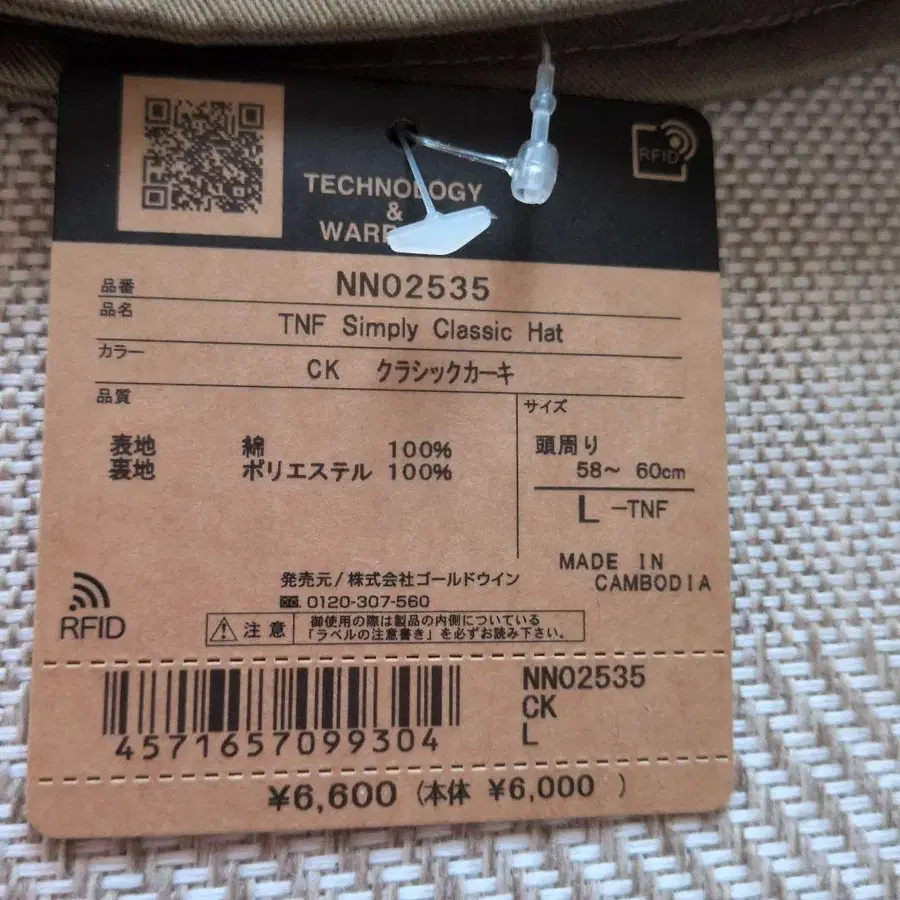 RFID
TECHNOLOGY
&
品番 NN02535
品名 TNF Simply Classic Hat
カラー CK クラシックカーキ
品質
表地 綿 100%
裏地 ポリエステル 100%
サイズ
頭周り
58～ 60cm
L -TNF
MADE IN
CAMBODIA
発売元/株式会社ゴールドウイン
0120-307-560
RFID
注意
御使用の際は製品の内側についている
「ラベルの注意書き」を必ずお読み下さい。
4571657099304
NN02535
CK
L
¥6,600 (本体 ¥6,000 )